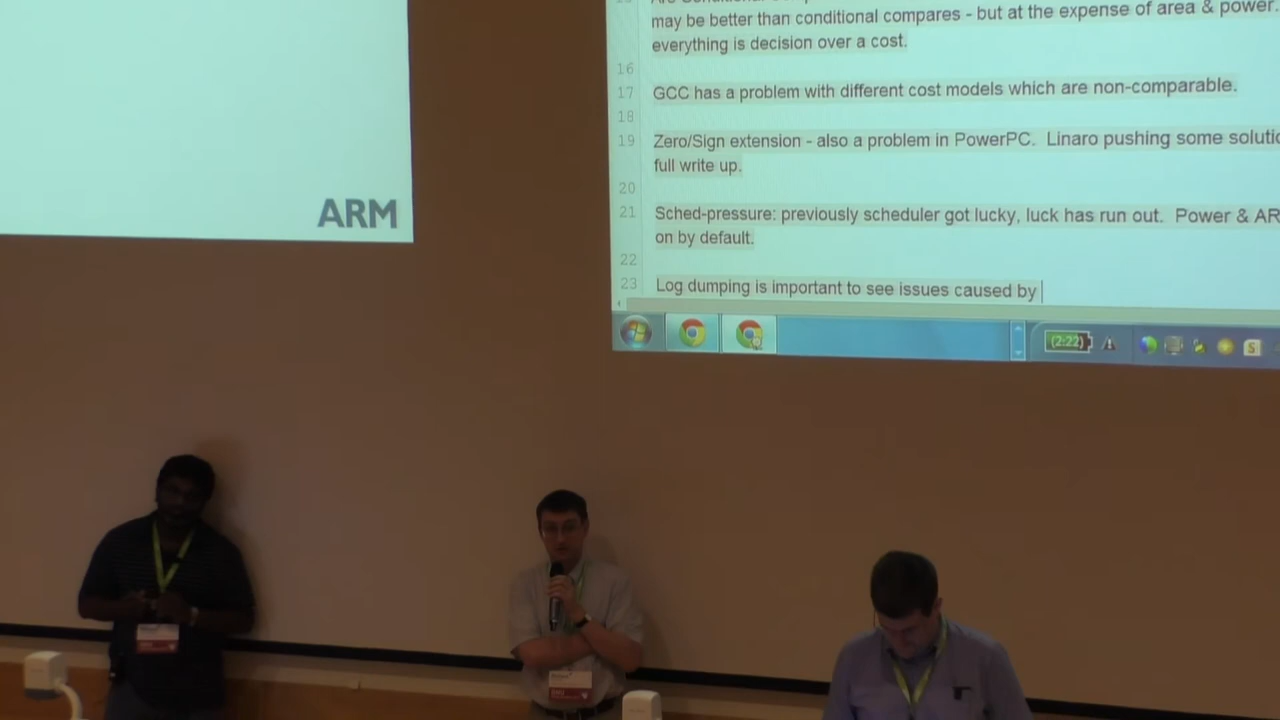 ARM
may be better than conditional compares - but at the expense of area & power.
everything is decision over a cost.
16
17 GCC has a problem with different cost models which are non-comparable.
18
19 Zero/Sign extension - also a problem in PowerPC. Linaro pushing some
full write up.
20
21 Sched-pressure: previously scheduler got lucky, luck has run out. Power &
on by default.
22
23 Log dumping is important to see issues caused by
(2:22)
S